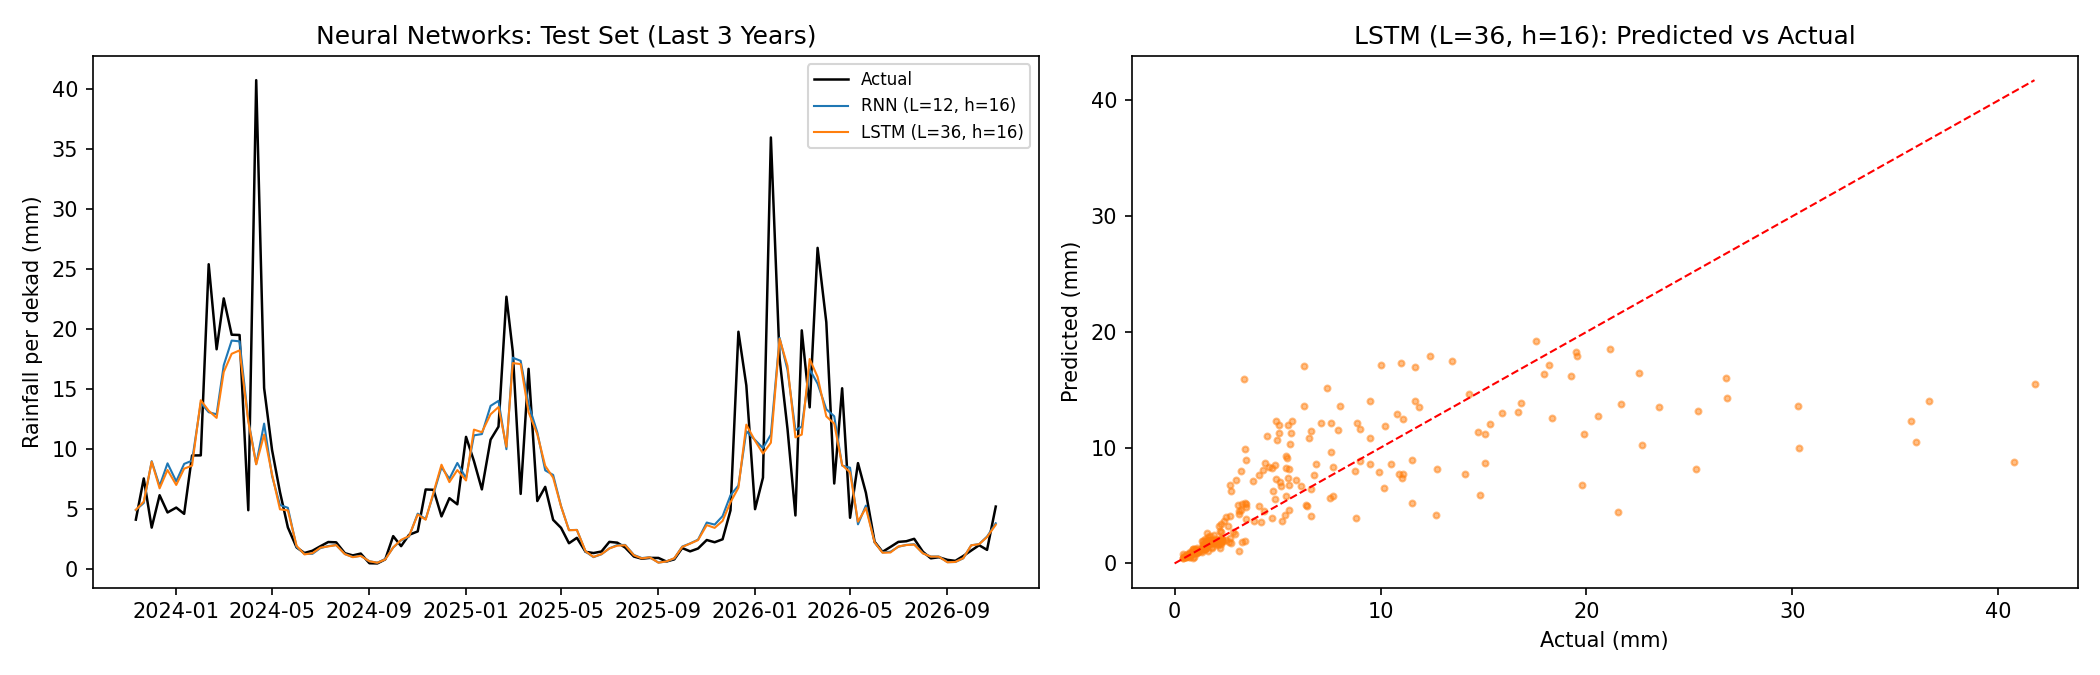 Neural Networks: Test Set (Last 3 Years)
Rainfall per dekad (mm)
40
35
30
25
20
15
10
5
0
Actual
RNN (L=12, h=16)
LSTM (L=36, h=16)
2024-01 2024-05 2024-09 2025-01 2025-05 2025-09 2026-01 2026-05 2026-09
LSTM (L=36, h=16): Predicted vs Actual
Predicted (mm)
40
30
20
10
0
0 10 20 30 40
Actual (mm)